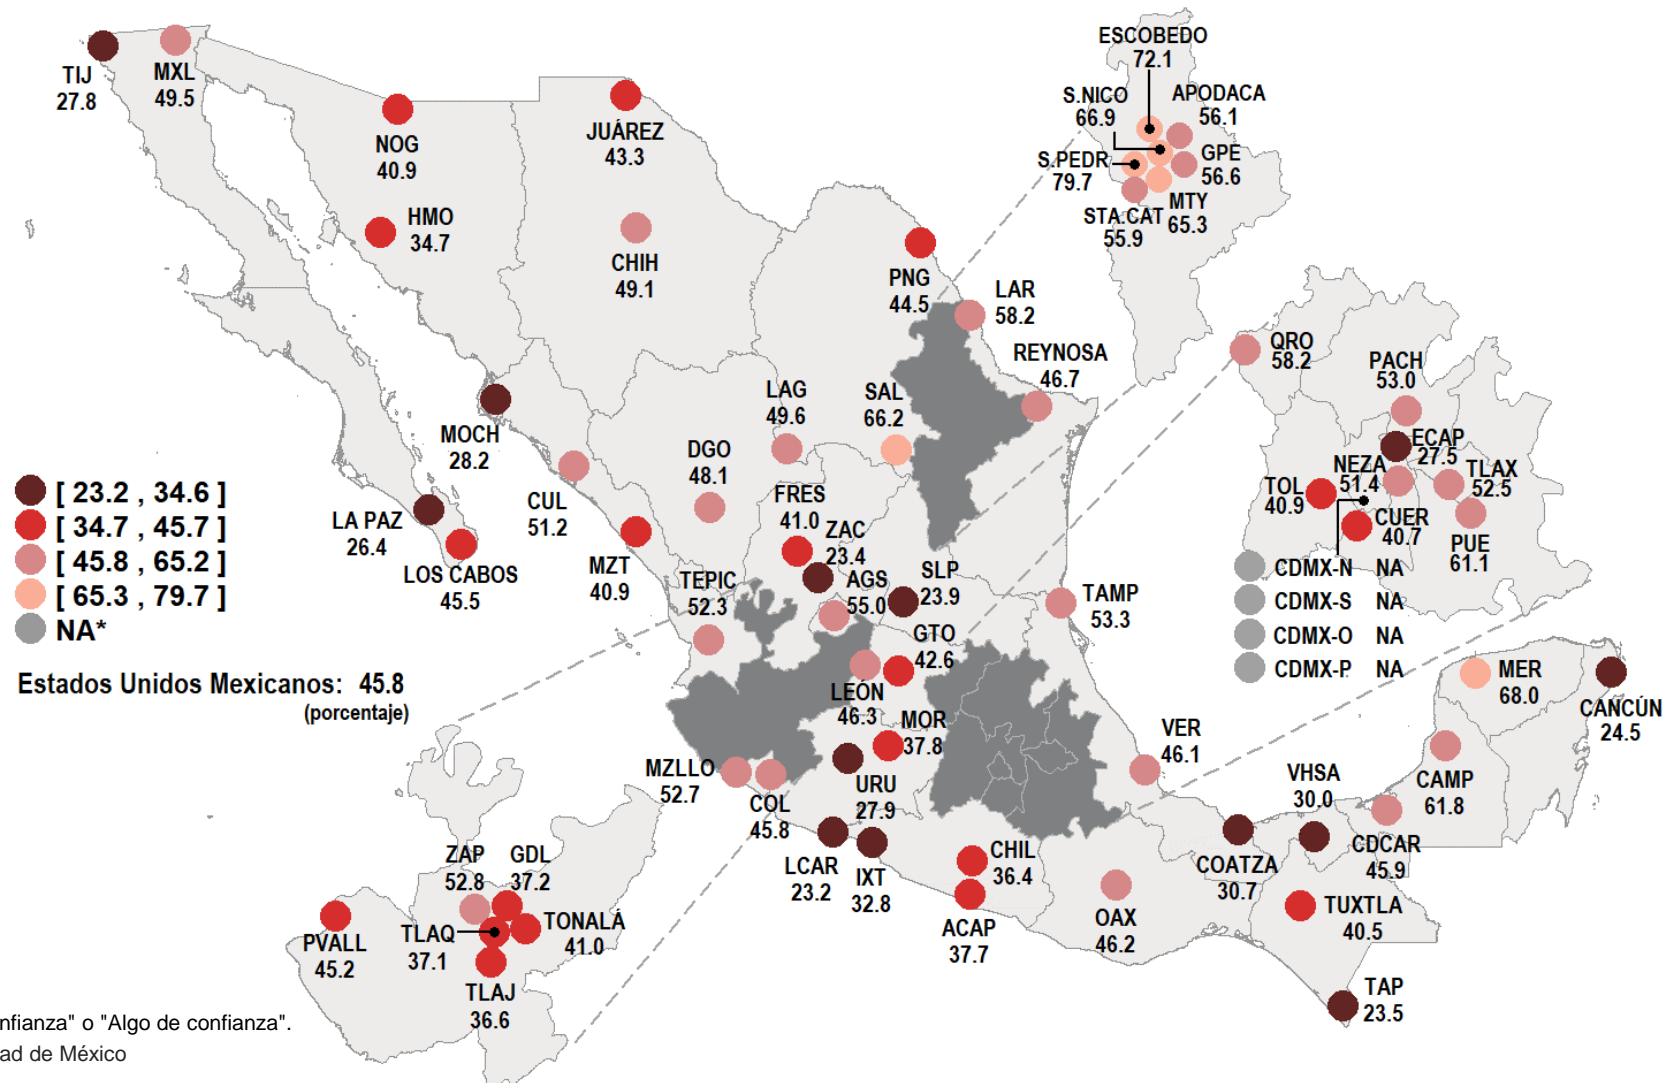 TIJ
27.8
MXL
49.5
NOG
40.9
HMO
34.7
JUÁREZ
43.3
CHIH
49.1
PNG
44.5
LAR
58.2
REYNOSA
46.7
ESCOBEDO
72.1
S.NICO
66.9
APODACA
56.1
S.PEDR
79.7
GPE
56.6
MTY
65.3
STA.CAT
55.9
MOCH
28.2
CUL
51.2
LA PAZ
26.4
LOS CABOS
45.5
MZT
40.9
DGO
48.1
LAG
49.6
SAL
66.2
FRES
41.0
ZAC
23.4
TEPIC
52.3
AGS
55.0
SLP
23.9
GTO
42.6
LEÓN
46.3
MOR
37.8
URU
27.9
TAMP
53.3
VER
46.1
MZLLO
52.7
COL
45.8
LCAR
23.2
IXT
32.8
CHIL
36.4
ACAP
37.7
OAX
46.2
COATZA
30.7
VHSA
30.0
CDCAR
45.9
CAMP
61.8
MER
68.0
CANCÚN
24.5
TUXTLA
40.5
TAP
23.5
QRO
58.2
PACH
53.0
ECAP
27.5
NEZA
51.4
TLAX
52.5
TOL
40.9
CUER
40.7
PUE
61.1
CDMX-N NA
CDMX-S NA
CDMX-O NA
CDMX-P NA
[ 23.2 , 34.6 ]
[ 34.7 , 45.7 ]
[ 45.8 , 65.2 ]
[ 65.3 , 79.7 ]
NA*
Estados Unidos Mexicanos: 45.8
(porcentaje)
ZAP
52.8
GDL
37.2
PVALL
45.2
TLAQ
37.1
TONALÁ
41.0
TLAJ
36.6
nfianza" o "Algo de confianza".
ad de México